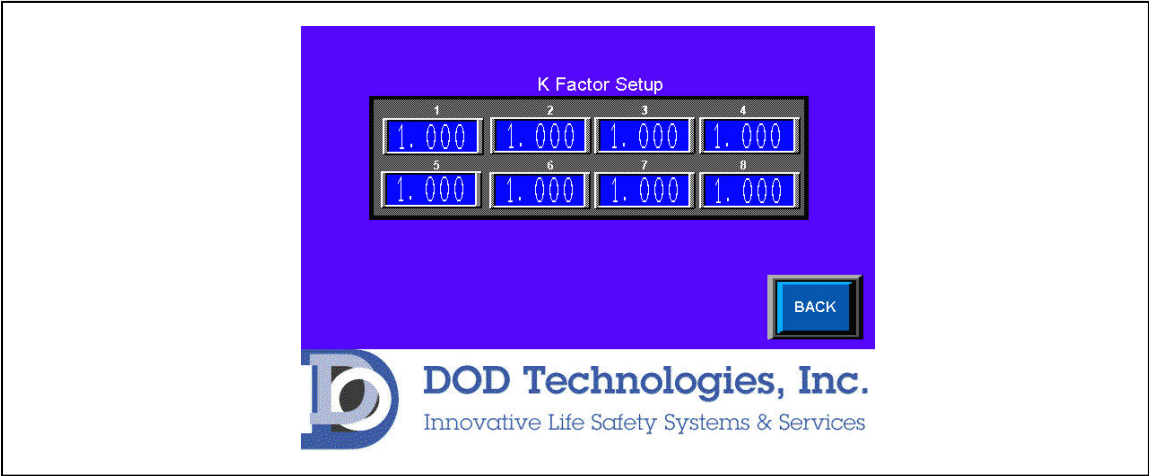 K Factor Setup
1 2 3 4
1.000 1.000 1.000 1.000
5 6 7 8
1.000 1.000 1.000 1.000
BACK
DOD Technologies, Inc.
Innovative Life Safety Systems & Services